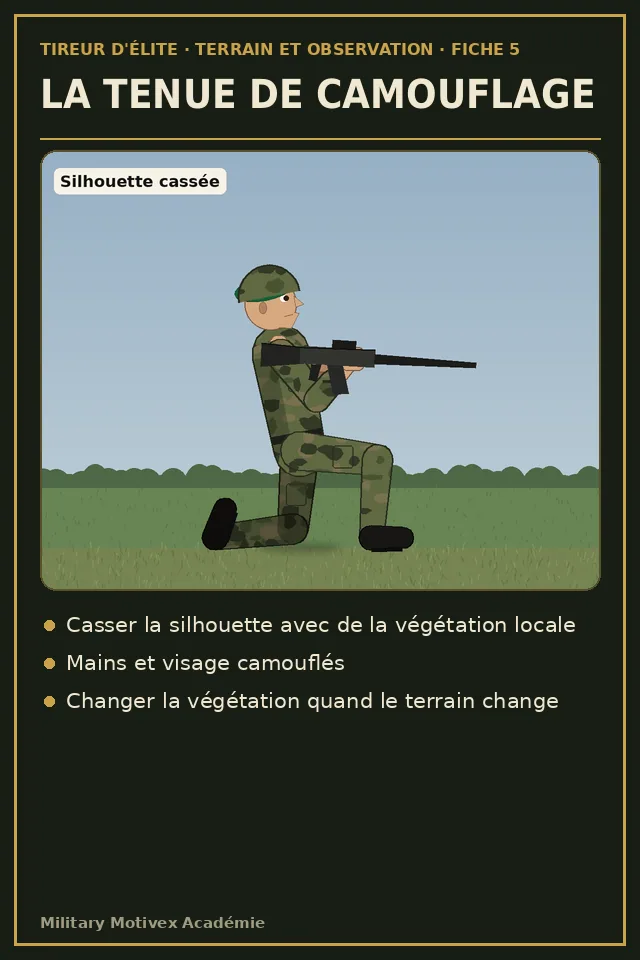 TIREUR D'ÉLITE · TERRAIN ET OBSERVATION · FICHE 5
LA TENUE DE CAMOUFLAGE
Silhouette cassée
Casser la silhouette avec de la végétation locale
Mains et visage camouflés
Changer la végétation quand le terrain change
Military Motivex Académie